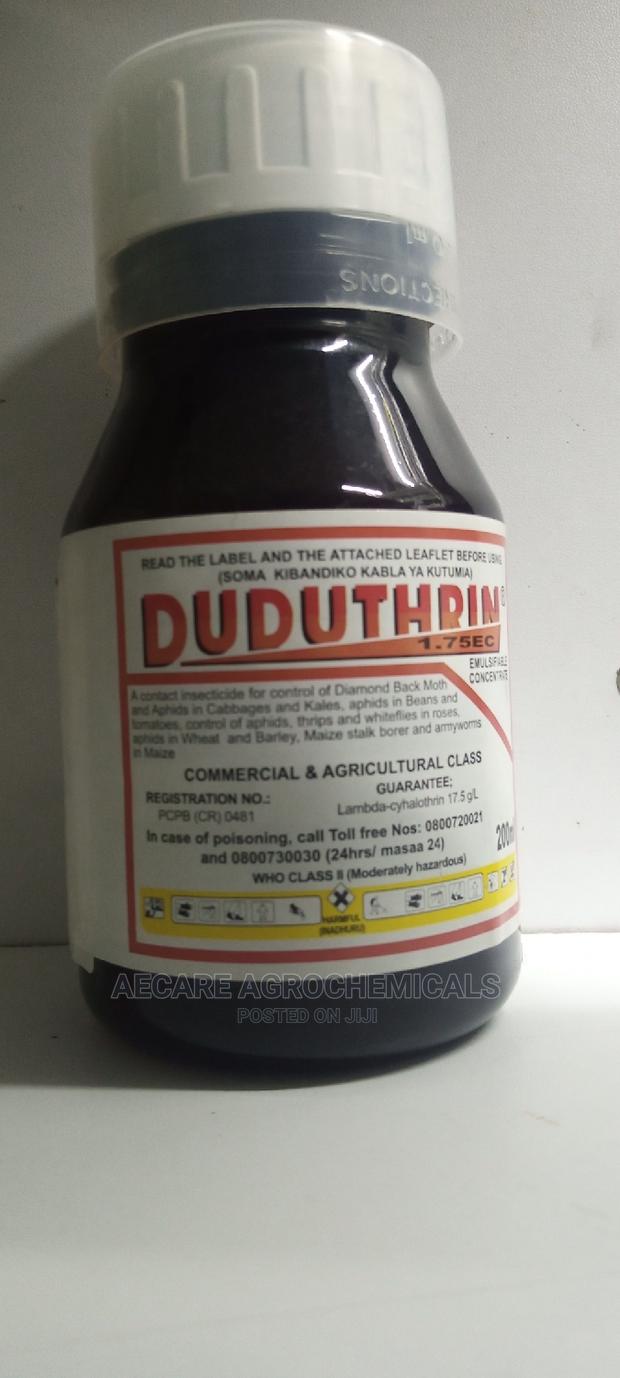 RECTIONS
READ THE LABEL AND THE ATTACHED LEAFLET BEFORE USING
(SOMA KIBANDIKO KABLA YA KUTUMIA)
DUDUTHRIN®
1.75EC
EMULSIFIABLE
CONCENTRATE
A contact insecticide for control of Diamond Back Moth
and Aphids in Cabbages and Kales, aphids in Beans and
tomatoes, control of aphids, thrips and whiteflies in roses,
aphids in Wheat and Barley, Maize stalk borer and armyworms
in Maize
COMMERCIAL & AGRICULTURAL CLASS
REGISTRATION NO.:
PCPB (CR) 0481
GUARANTEE;
Lambda-cyhalothrin 17.5 g/L
In case of poisoning, call Toll free Nos: 0800720021
and 0800730030 (24hrs/ masaa 24)
200ml
WHO CLASS II (Moderately hazardous)
HARMFUL
(INADHURU)
AECARE AGROCHEMICALS
POSTED ON JIJI